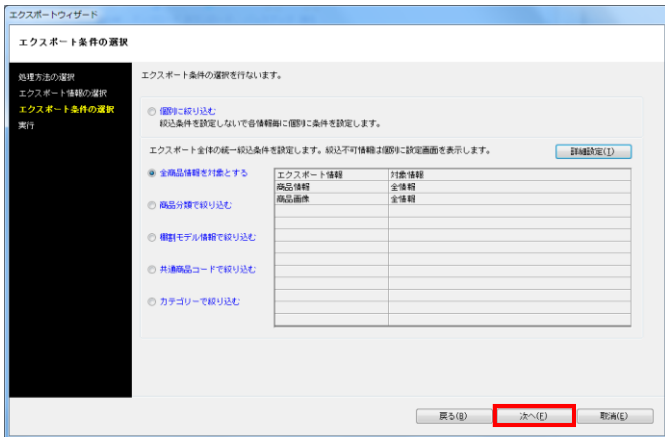 エクスポートウィザード
エクスポート条件の選択
処理方法の選択
エクスポート情報の選択
エクスポート条件の選択
実行
エクスポート条件の選択を行ないます。
個別に絞り込む
絞込条件を設定しないで各情報毎に個別に条件を設定します。
エクスポート全体の統一絞込条件を設定します。絞込不可情報は個別に設定画面を表示します。
詳細設定(T)
全商品情報を対象とする
商品分類で絞り込む
棚割モデル情報で絞り込む
共通商品コードで絞り込む
カテゴリーで絞り込む
エクスポート情報 対象情報
商品情報 全情報
商品画像 全情報
戻る(B) 次へ(F) 取消(E)